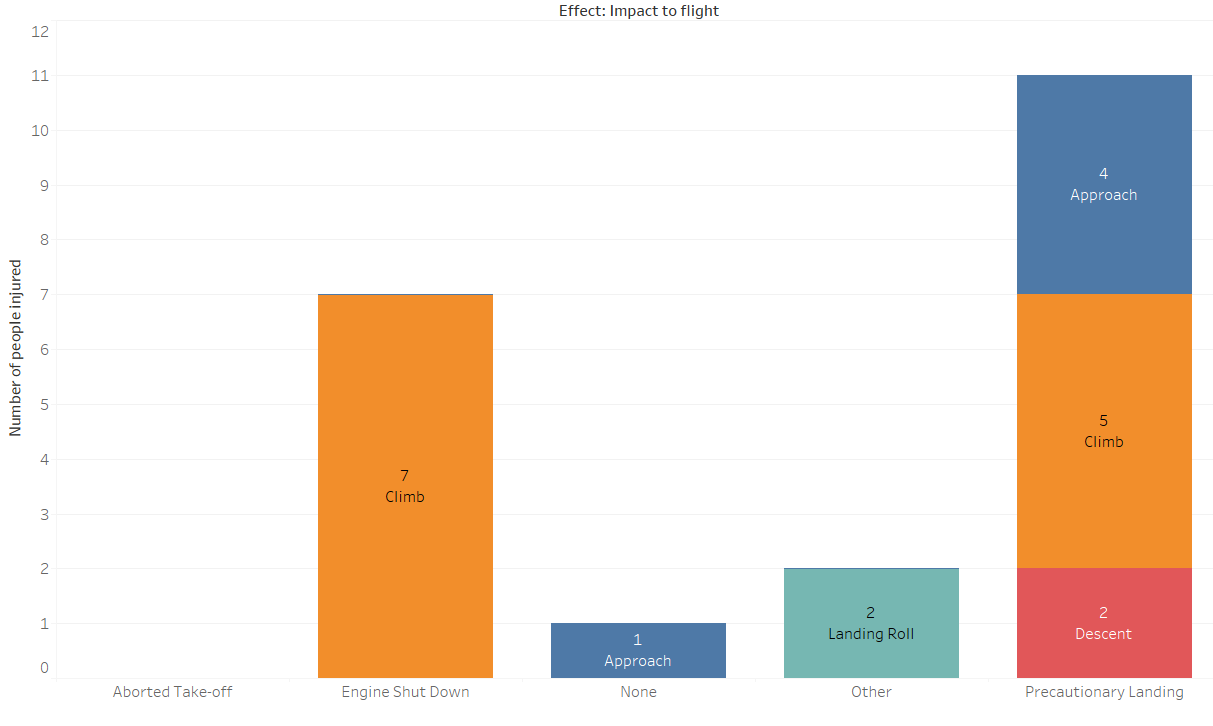 Effect: Impact to flight
12
11
10
9
8
7
6
5
4
3
2
1
0
Number of people injured
7
Climb
1
Approach
2
Landing Roll
4
Approach
5
Climb
2
Descent
Aborted Take-off
Engine Shut Down
None
Other
Precautionary Landing